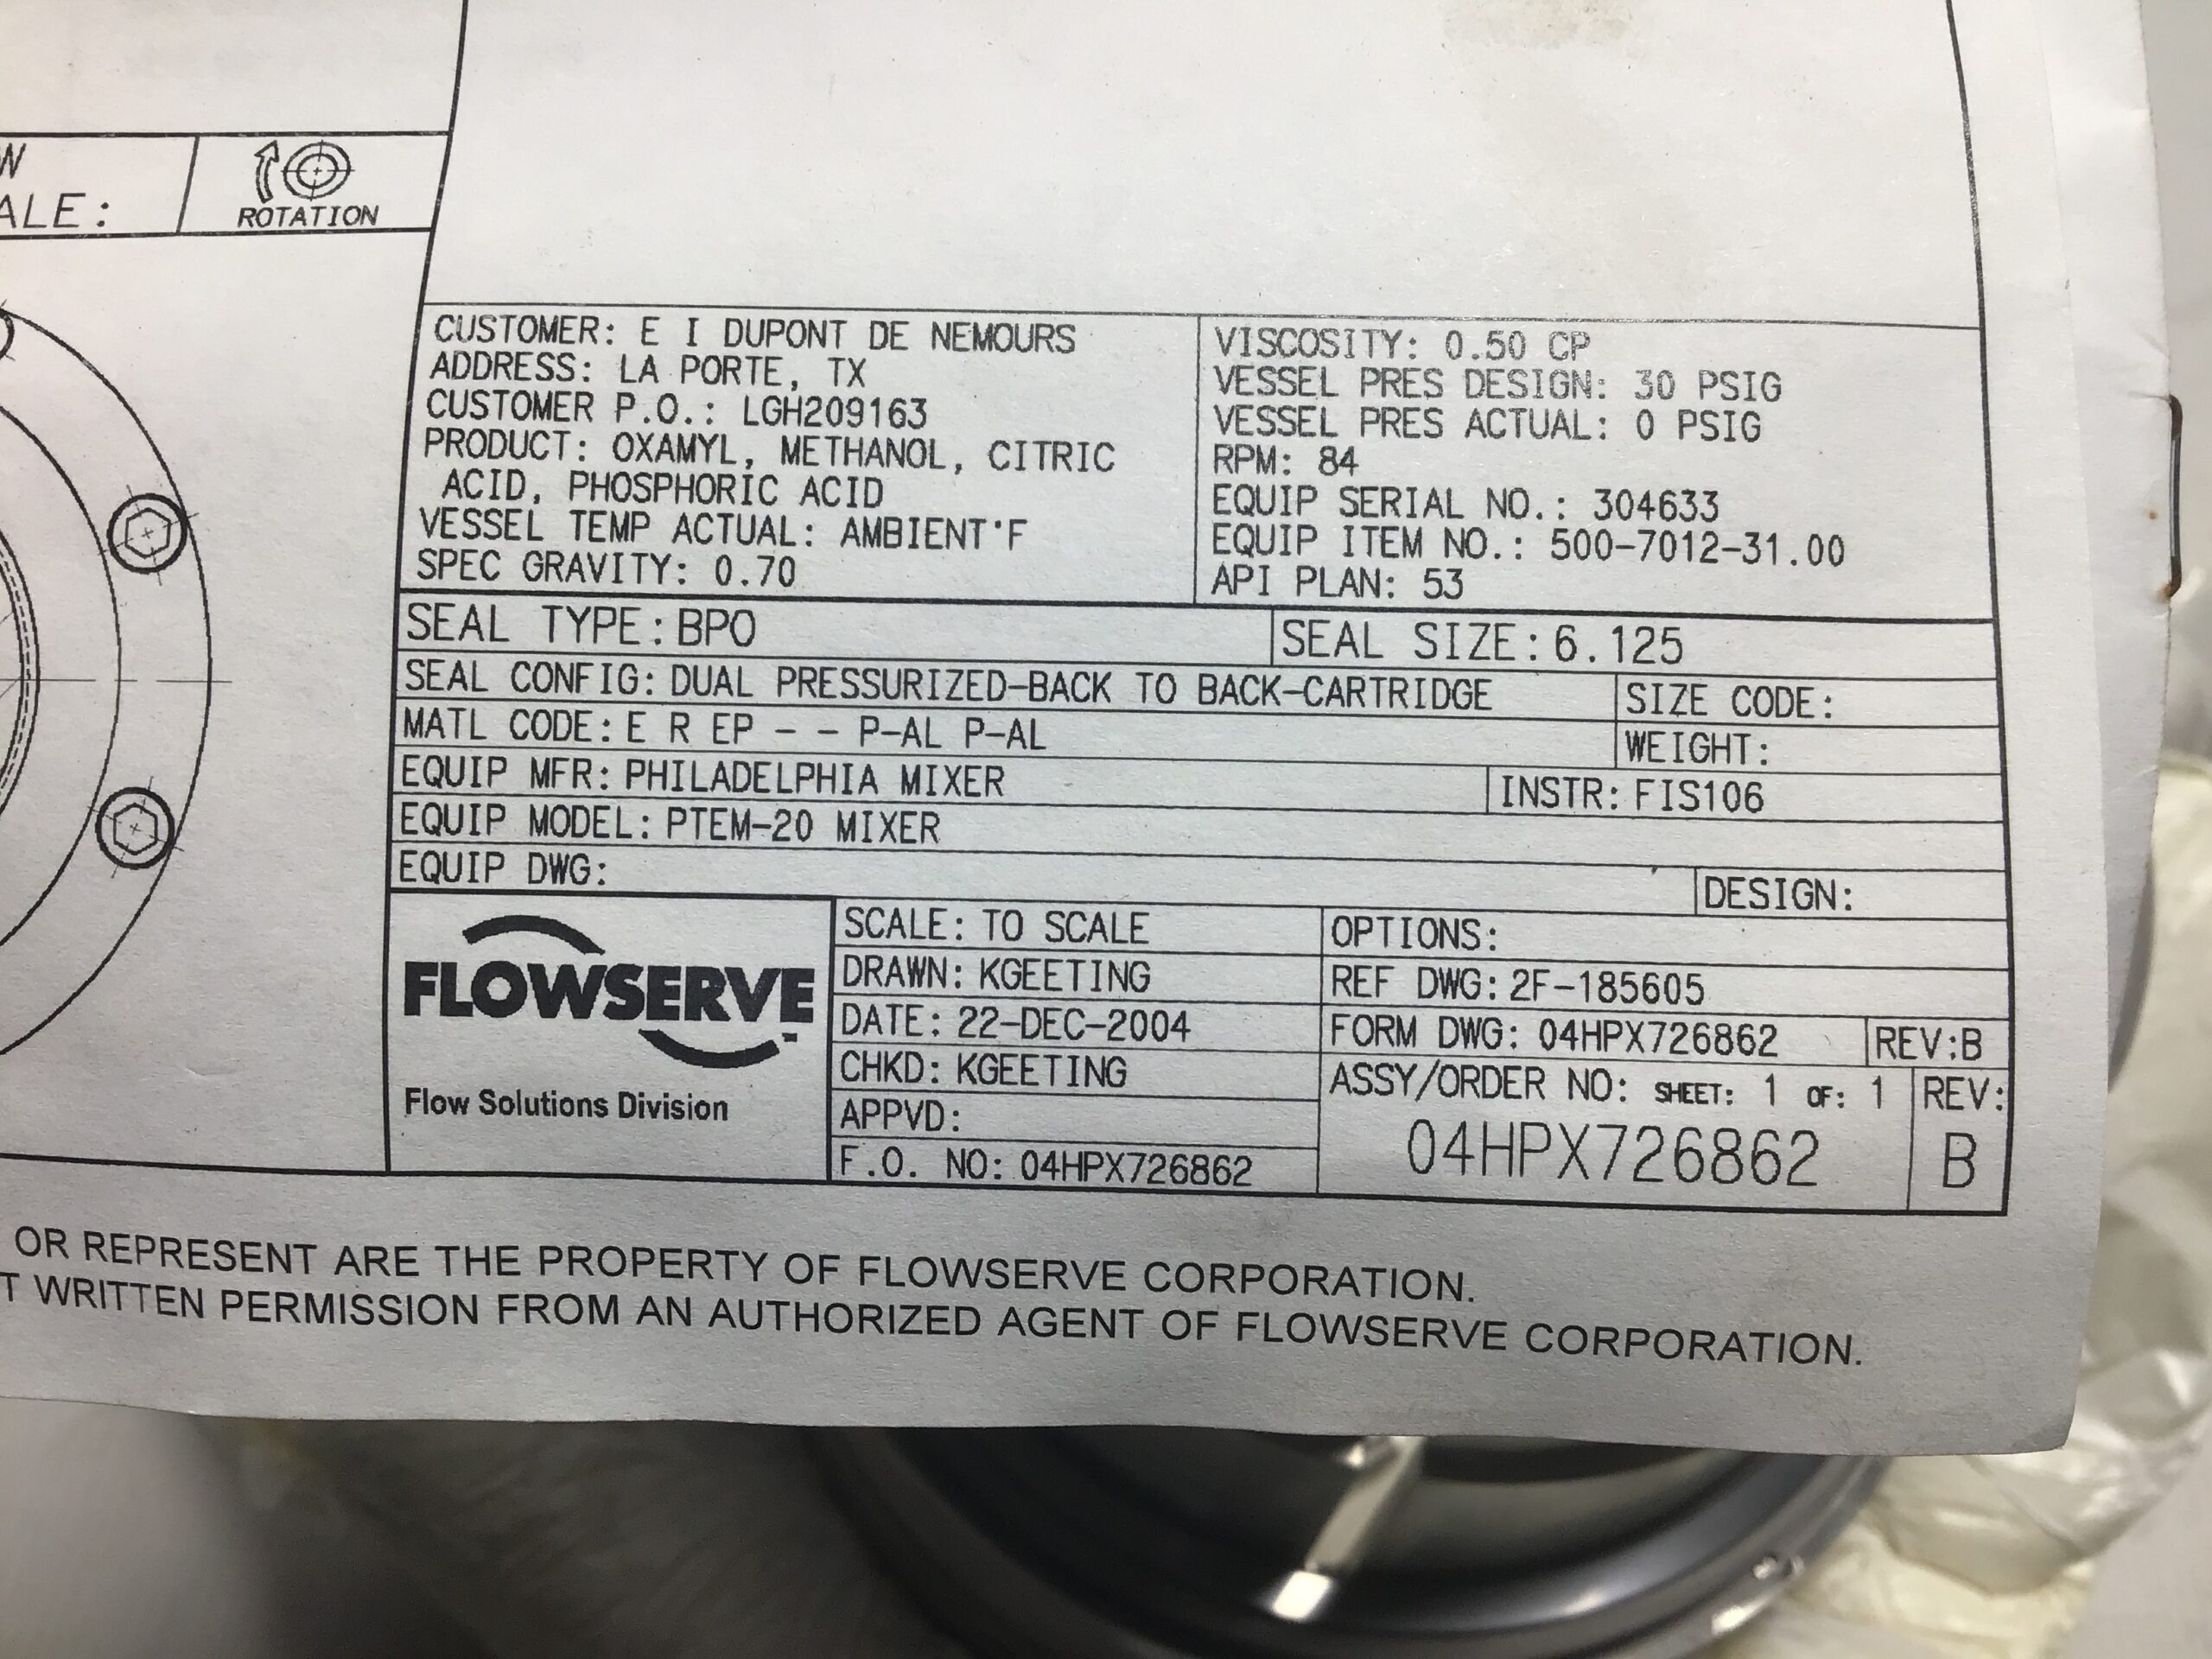 W
ALE:
ROTATION
CUSTOMER: E I DUPONT DE NEMOURS
ADDRESS: LA PORTE, TX
CUSTOMER P.O.: LGH209163
PRODUCT: OXAMYL, METHANOL, CITRIC
ACID, PHOSPHORIC ACID
VESSEL TEMP ACTUAL: AMBIENT°F
SPEC GRAVITY: 0.70
VISCOSITY: 0.50 CP
VESSEL PRES DESIGN: 30 PSIG
VESSEL PRES ACTUAL: 0 PSIG
RPM: 84
EQUIP SERIAL NO.: 304633
EQUIP ITEM NO.: 500-7012-31.00
API PLAN: 53
SEAL TYPE: BPO
SEAL SIZE: 6.125
SEAL CONFIG: DUAL PRESSURIZED-BACK TO BACK-CARTRIDGE
SIZE CODE:
MATL CODE: E R EP - - P-AL P-AL
WEIGHT:
EQUIP MFR: PHILADELPHIA MIXER
INSTR: FIS106
EQUIP MODEL: PTEM-20 MIXER
EQUIP DWG:
DESIGN:
FLOWSERVE™
Flow Solutions Division
SCALE: TO SCALE
DRAWN: KGEETING
DATE: 22-DEC-2004
CHKD: KGEETING
APPVD:
F.O. NO: 04HPX726862
OPTIONS:
REF DWG: 2F-185605
FORM DWG: 04HPX726862
REV:B
ASSY/ORDER NO: SHEET: 1 OF: 1
04HPX726862
REV:
B
OR REPRESENT ARE THE PROPERTY OF FLOWSERVE CORPORATION.
T WRITTEN PERMISSION FROM AN AUTHORIZED AGENT OF FLOWSERVE CORPORATION.